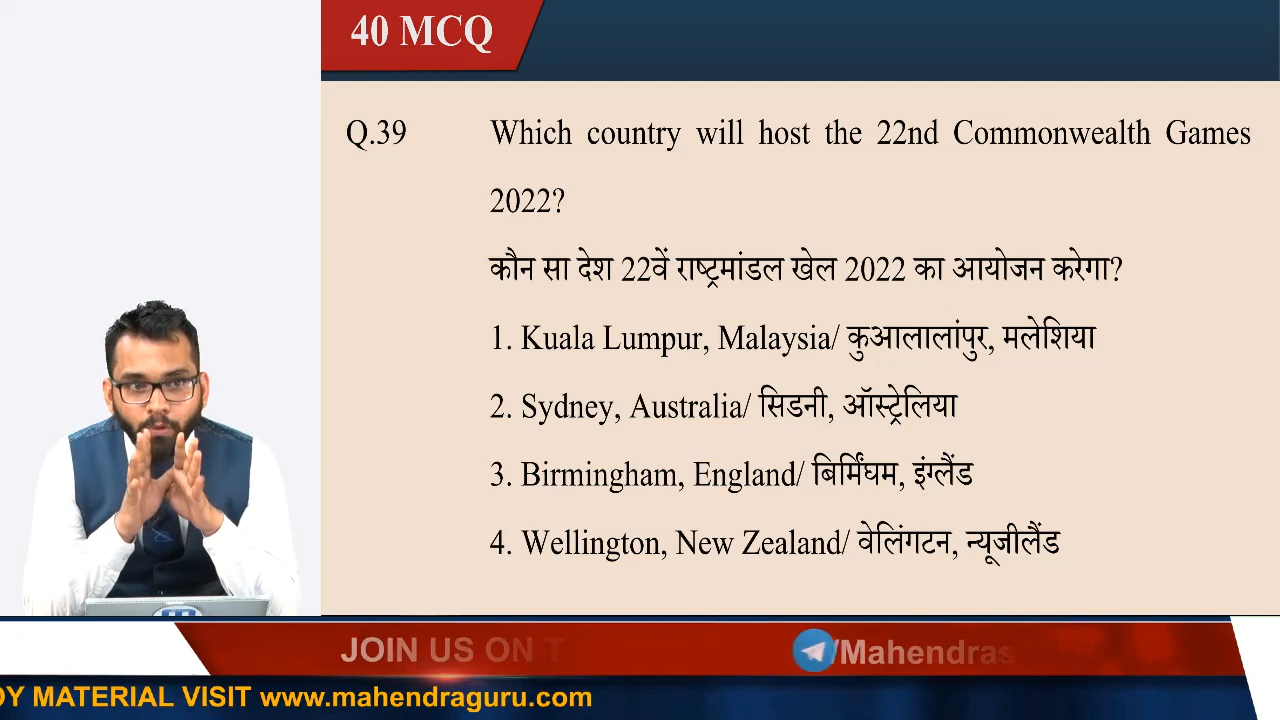 40 MCQ
Q.39 Which country will host the 22nd Commonwealth Games
2022?
कौन सा देश 22वें राष्ट्रमांडल खेल 2022 का आयोजन करेगा?
1. Kuala Lumpur, Malaysia/ कुआलालांपुर, मलेशिया
2. Sydney, Australia/ सिडनी, ऑस्ट्रेलिया
3. Birmingham, England/ बिर्मिंघम, इंग्लैंड
4. Wellington, New Zealand/ वेलिंगटन, न्यूजीलैंड
JOIN US ON T /Mahendras
DY MATERIAL VISIT www.mahendraguru.com